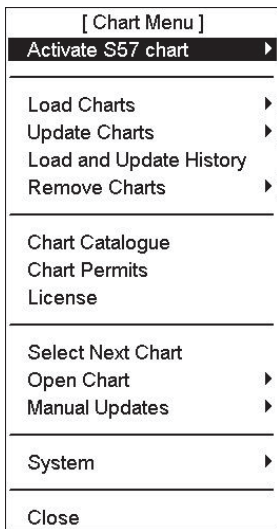 [ Chart Menu ]
Activate S57 chart
Load Charts
Update Charts
Load and Update History
Remove Charts
Chart Catalogue
Chart Permits
License
Select Next Chart
Open Chart
Manual Updates
System
Close